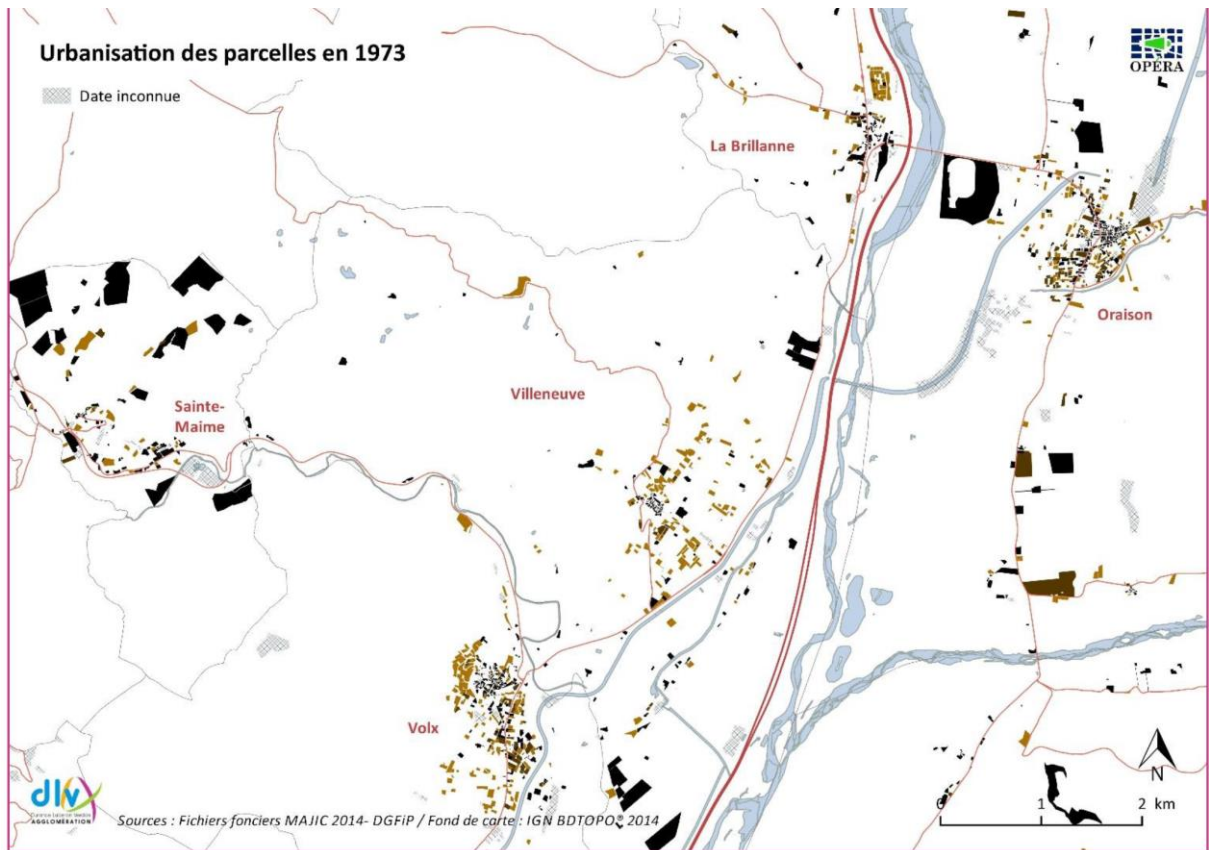 Urbanisation des parcelles en 1973
OPERA
Date inconnue
La Brillanne
Oraison
Villeneuve
Sainte-
Maime
Volx
N
dlv
AGGLOMÉRATION
0 1 2 km
Sources : Fichiers fonciers MAJIC 2014- DGFiP / Fond de carte : IGN BDTOPO® 2014